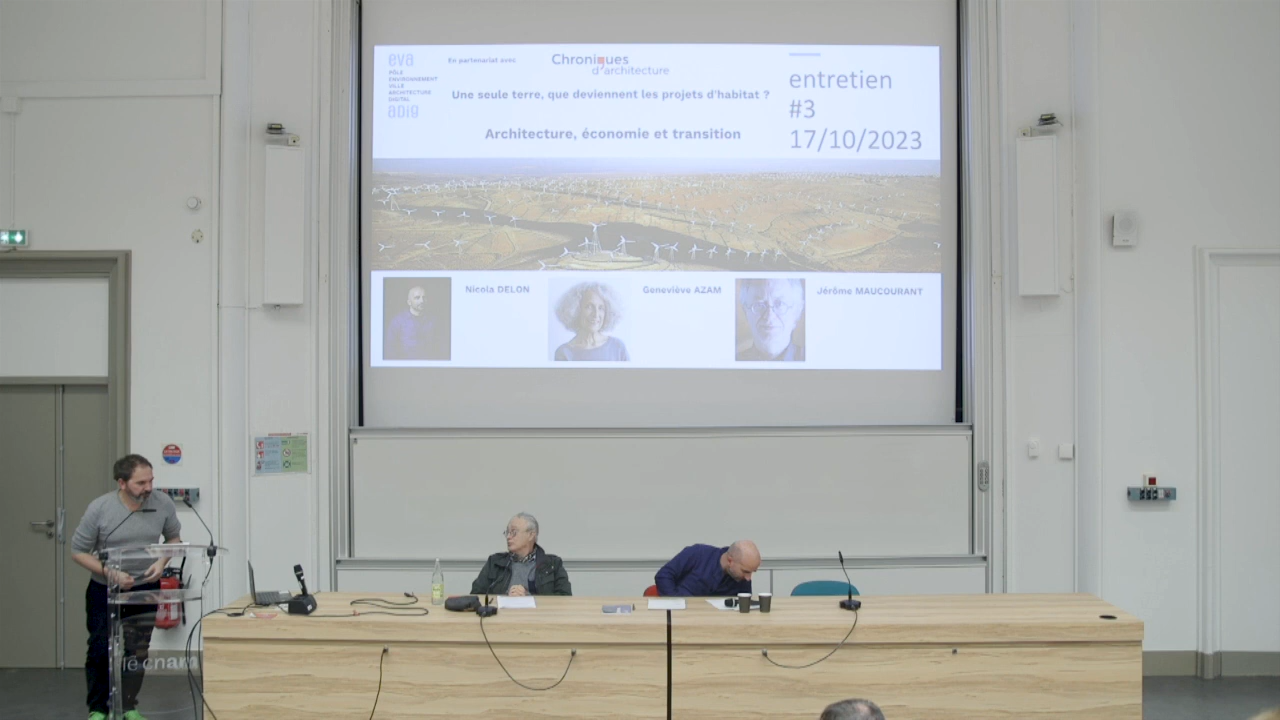 eva
PÔLE
ENVIRONNEMENT
VILLE
ARCHITECTURE
DIGITAL
adig
En partenariat avec
Chroniques
d'architecture
Une seule terre, que deviennent les projets d'habitat ?
Architecture, économie et transition
entretien
#3
17/10/2023
Nicola DELON
Geneviève AZAM
Jérôme MAUCOURANT
le cnam